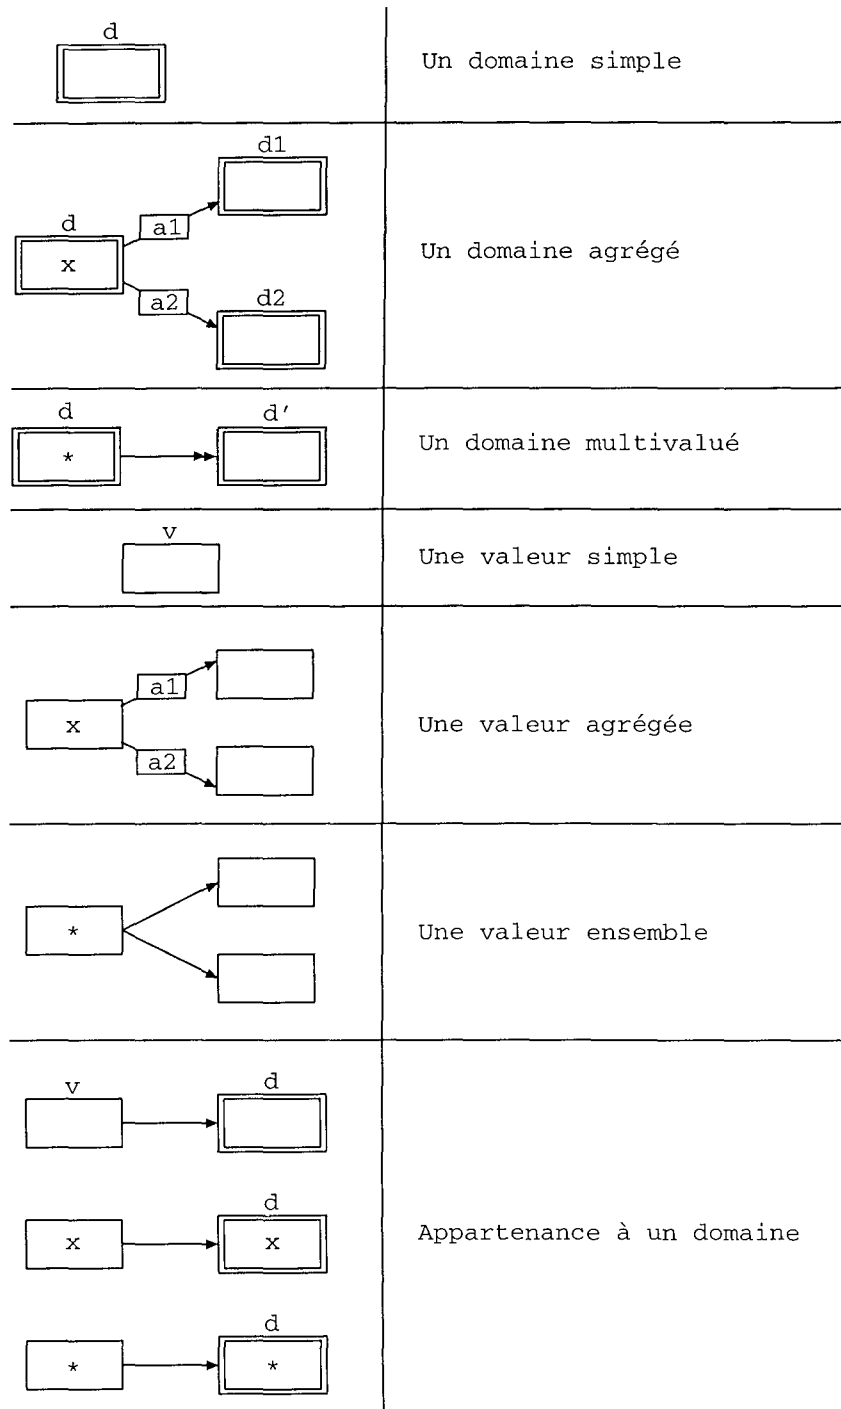 d
Un domaine simple
d1
a1
d
x
Un domaine agrégé
a2
d2
d
d'
*
Un domaine multivalué
v
Une valeur simple
a1
x
Une valeur agrégée
a2
*
Une valeur ensemble
v
d
d
x
x
Appartenance à un domaine
d
*
*